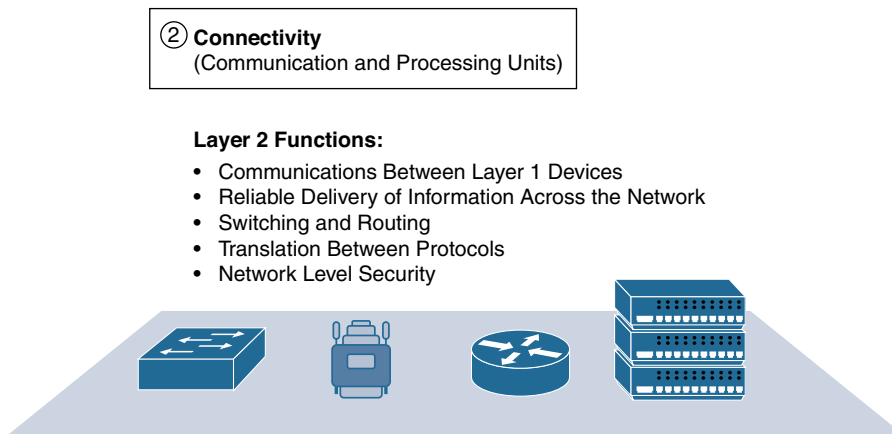 ② Connectivity
(Communication and Processing Units)
Layer 2 Functions:
• Communications Between Layer 1 Devices
• Reliable Delivery of Information Across the Network
• Switching and Routing
• Translation Between Protocols
• Network Level Security